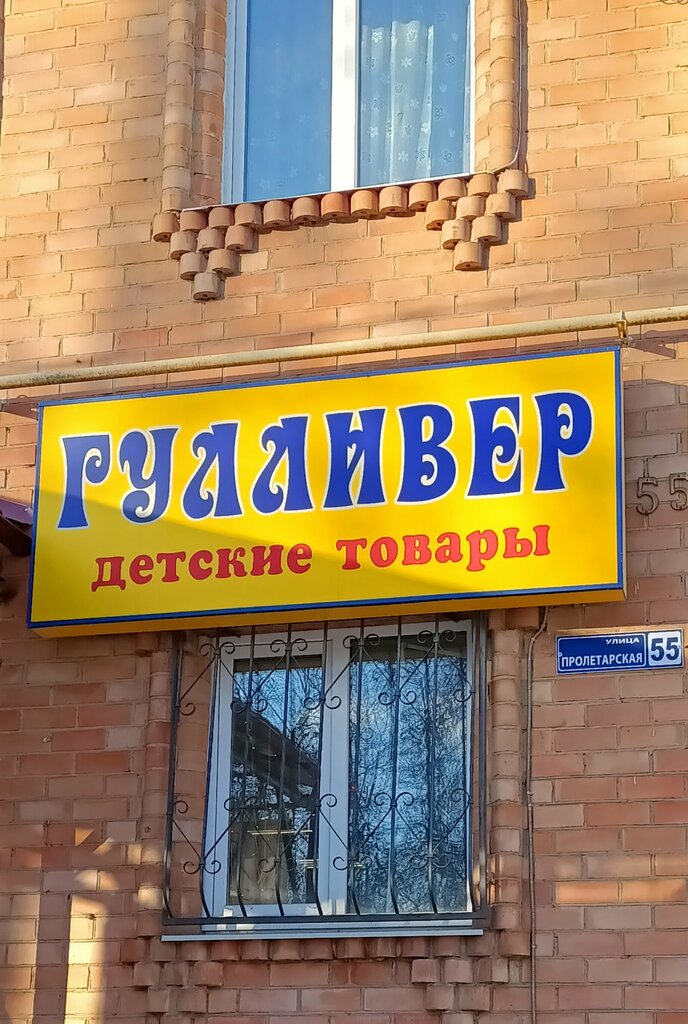 ГУЛЛИВЕР
детские товары
55
УЛИЦА
ПРОЛЕТАРСКАЯ 55